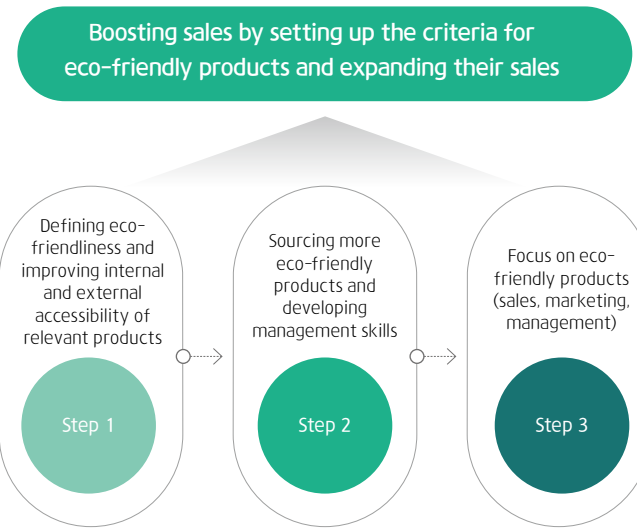 Boosting sales by setting up the criteria for
eco-friendly products and expanding their sales
Defining eco-
friendliness and
improving internal
and external
accessibility of
relevant products
Step 1
Sourcing more
eco-friendly
products and
developing
management skills
Step 2
Focus on eco-
friendly products
(sales, marketing,
management)
Step 3